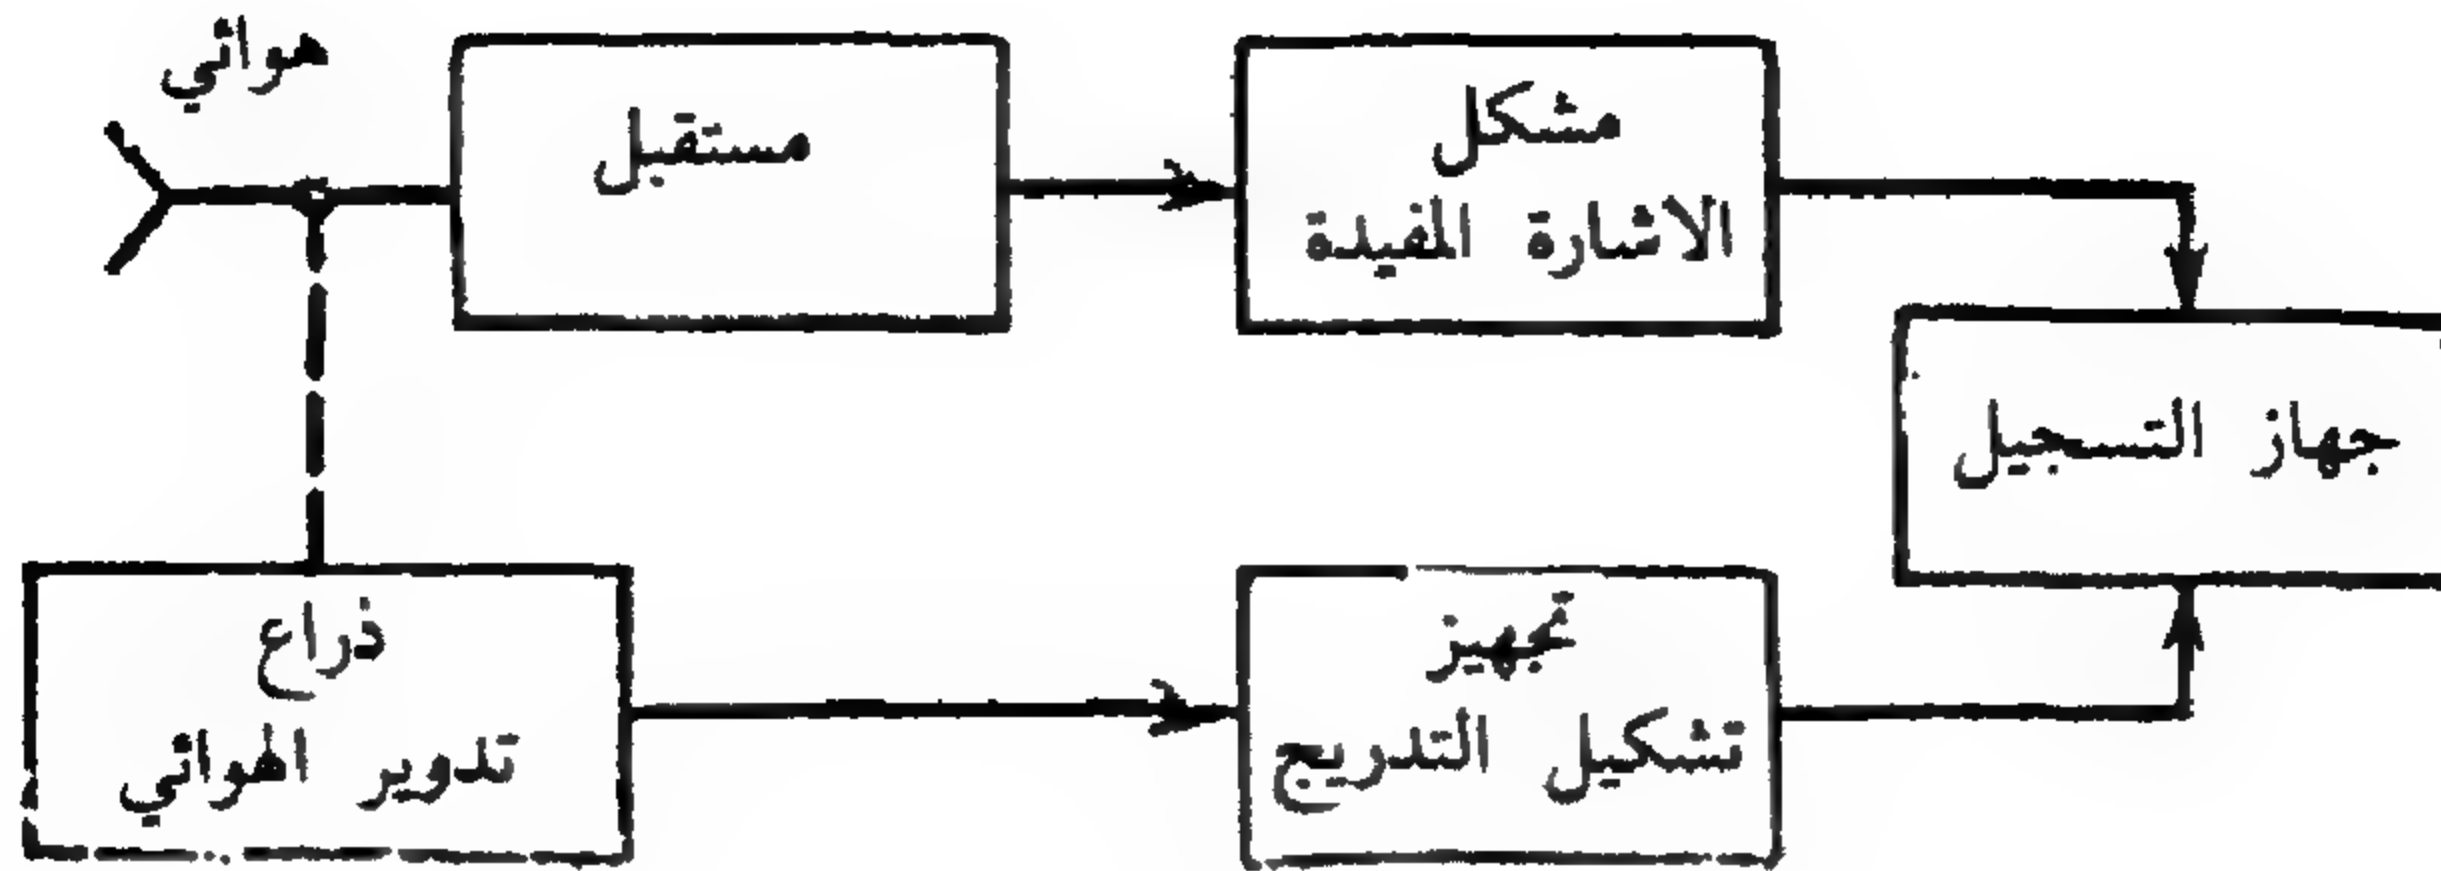 هوائي
مستقبل
مشكل
الاشارة المفيدة
جهاز التسجيل
ذراع
تدوير الهوائي
تجهيز
تشكيل التدريج